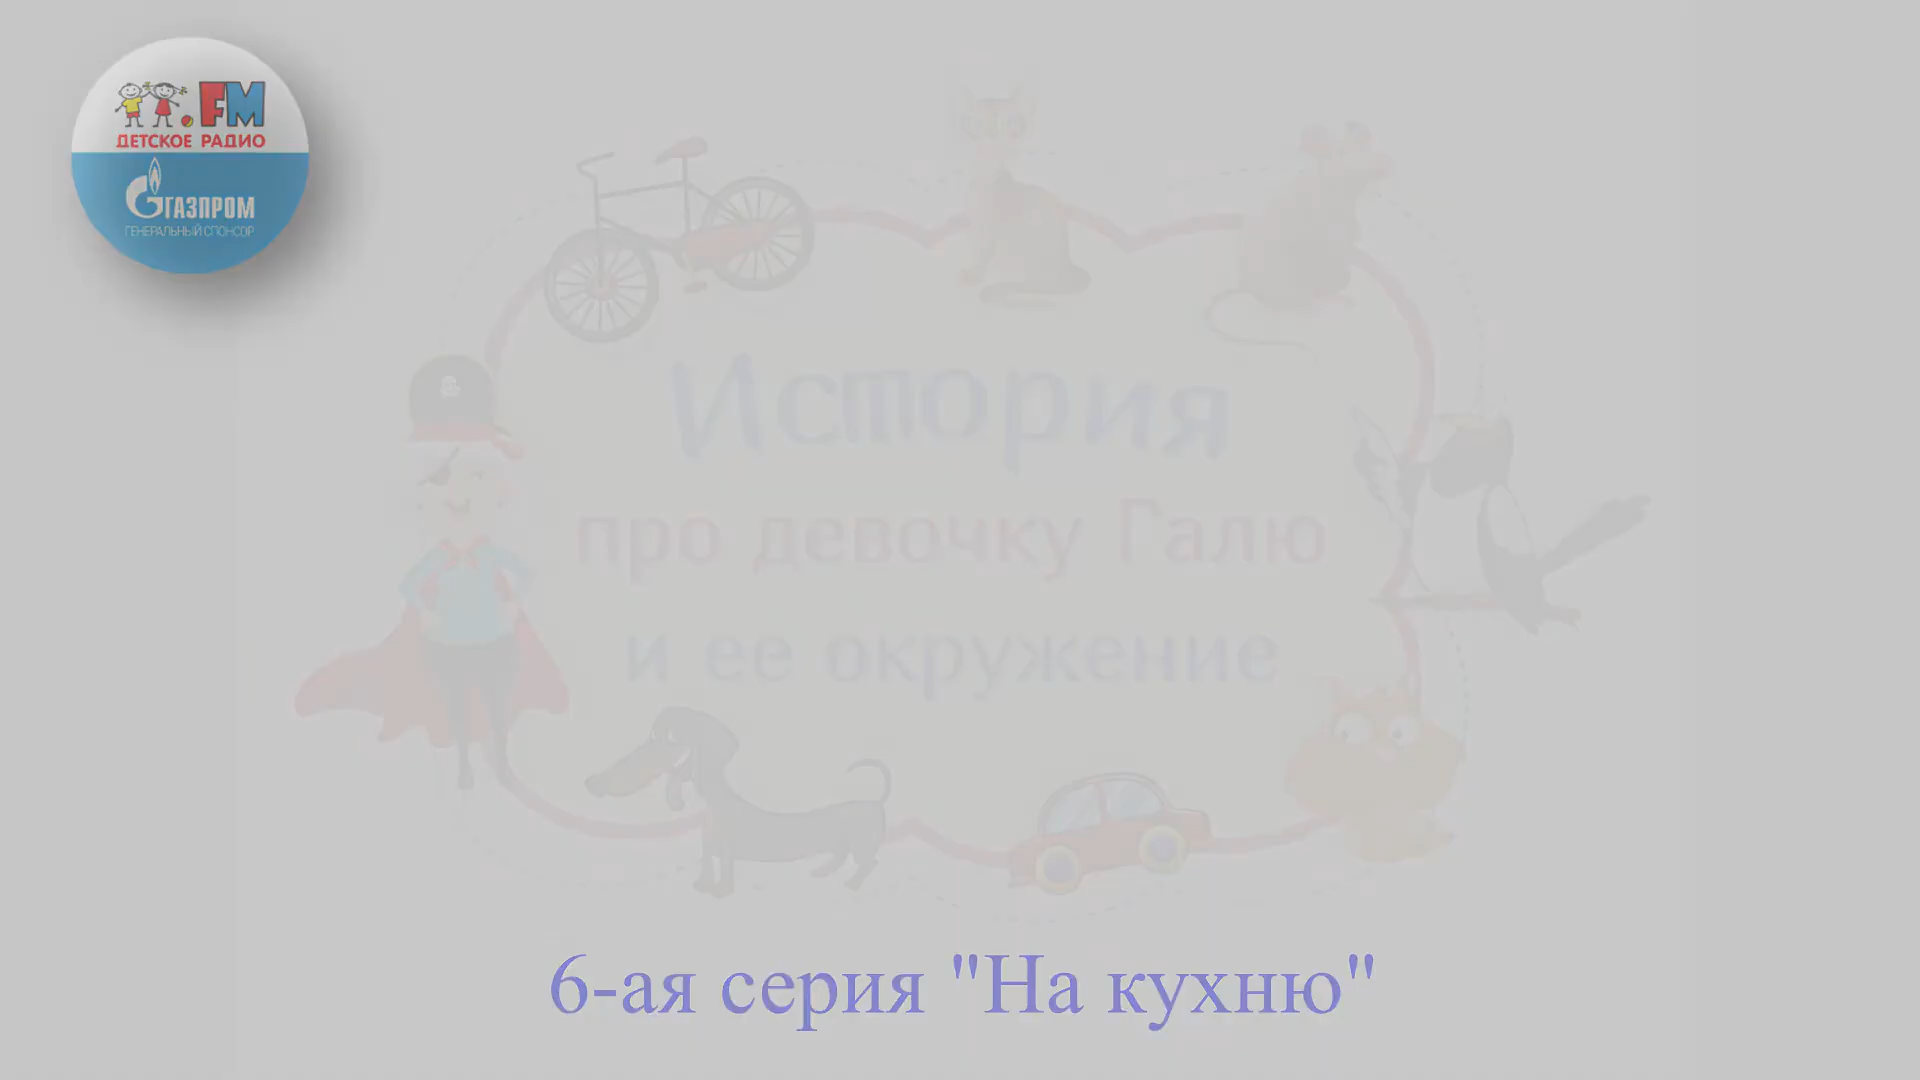 .FM
ДЕТСКОЕ РАДИО
ГАЗПРОМ
ГЕНЕРАЛЬНЫЙ СПОНСОР
История
про девочку Галю
и ее окружение
6-ая серия "На кухню"